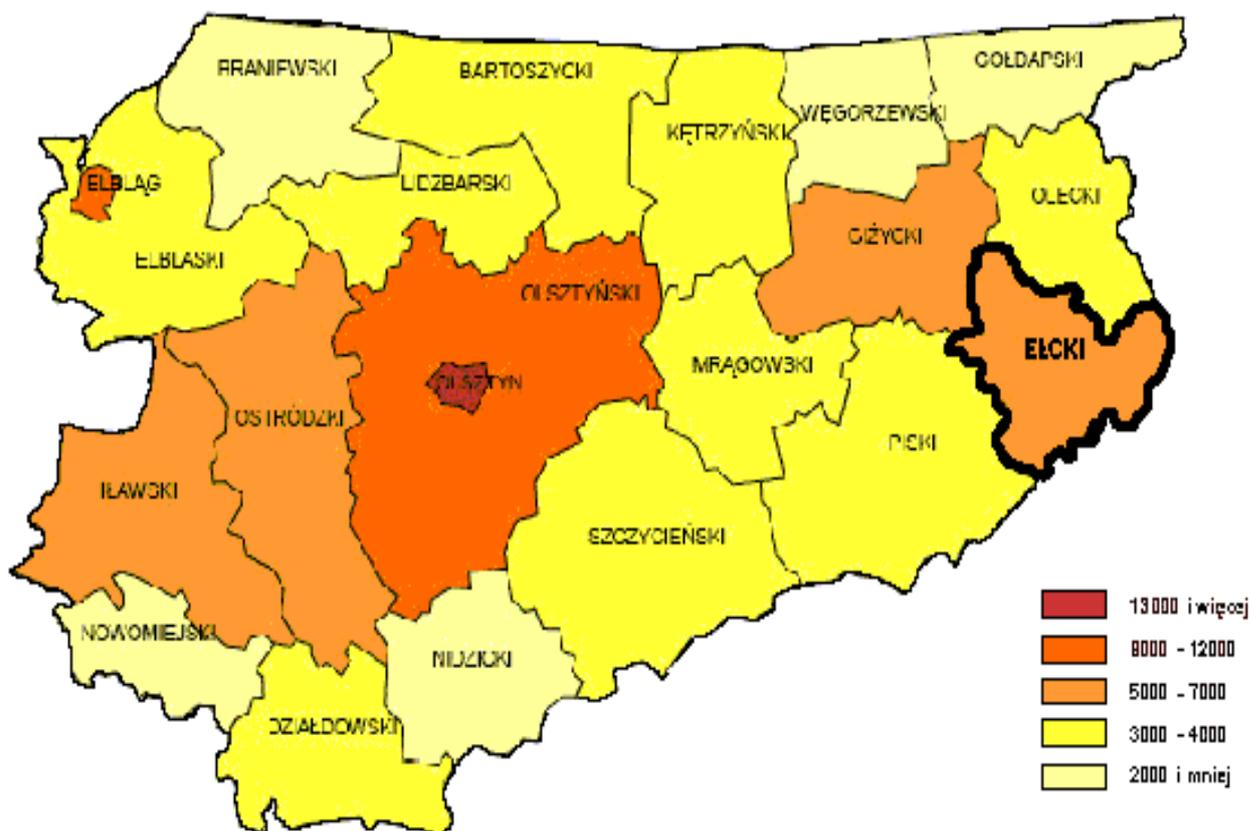 BRANIEWSKI
BARTOSZYCKI
GOŁDAPSKI
WĘGORZEWSKI
KĘTRZYŃSKI
ELBLĄG
LIDZBARSKI
OLECKI
GIŻYCKI
ELBLASKI
OLSZTYŃSKI
EŁCKI
MRĄGOWSKI
OLSZTYN
OSTRÓDZKI
PISKI
IŁAWSKI
SZCZYCIEŃSKI
NOWOMIEJSKI
NIDZICKI
DZIAŁDOWSKI
13000 i więcej
8000 - 12000
5000 - 7000
3000 - 4000
2000 i mniej